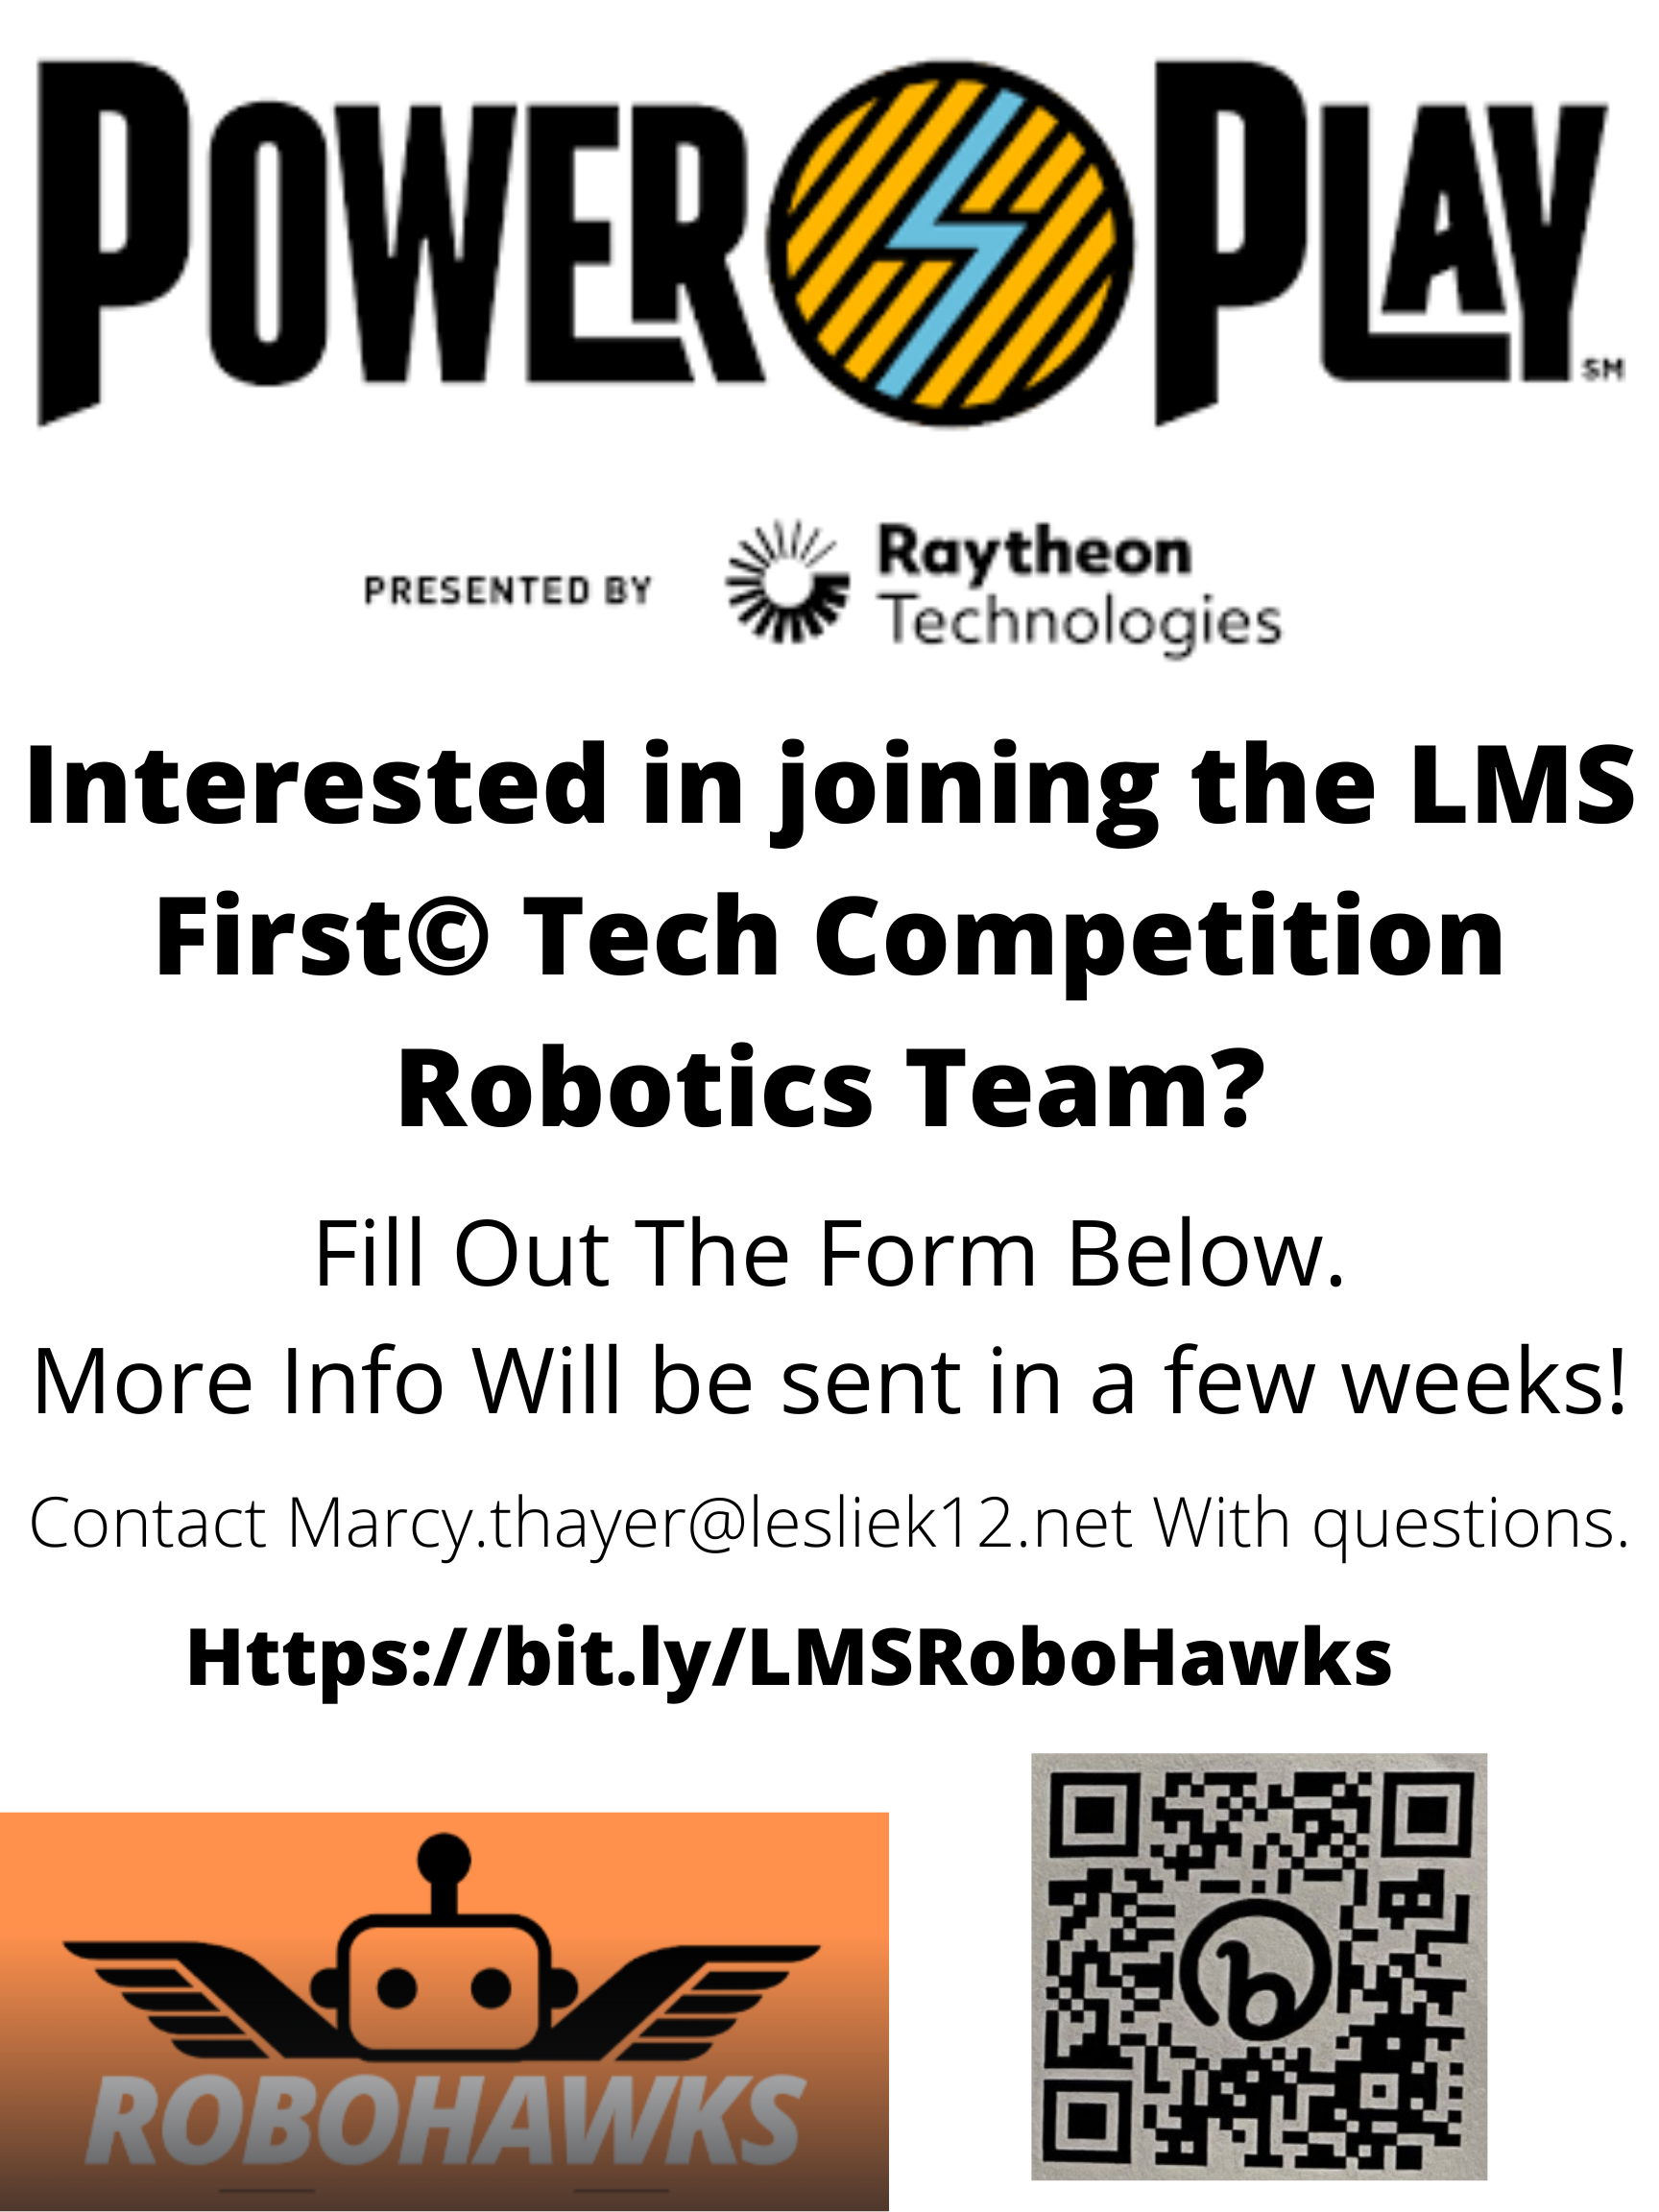 POWER PLAY SM
PRESENTED BY Raytheon
Technologies
Interested in joining the LMS
First© Tech Competition
Robotics Team?
Fill Out The Form Below.
More Info Will be sent in a few weeks!
Contact Marcy.thayer@lesliek12.net With questions.
Https://bit.ly/LMSRoboHawks
ROBOHAWKS
b